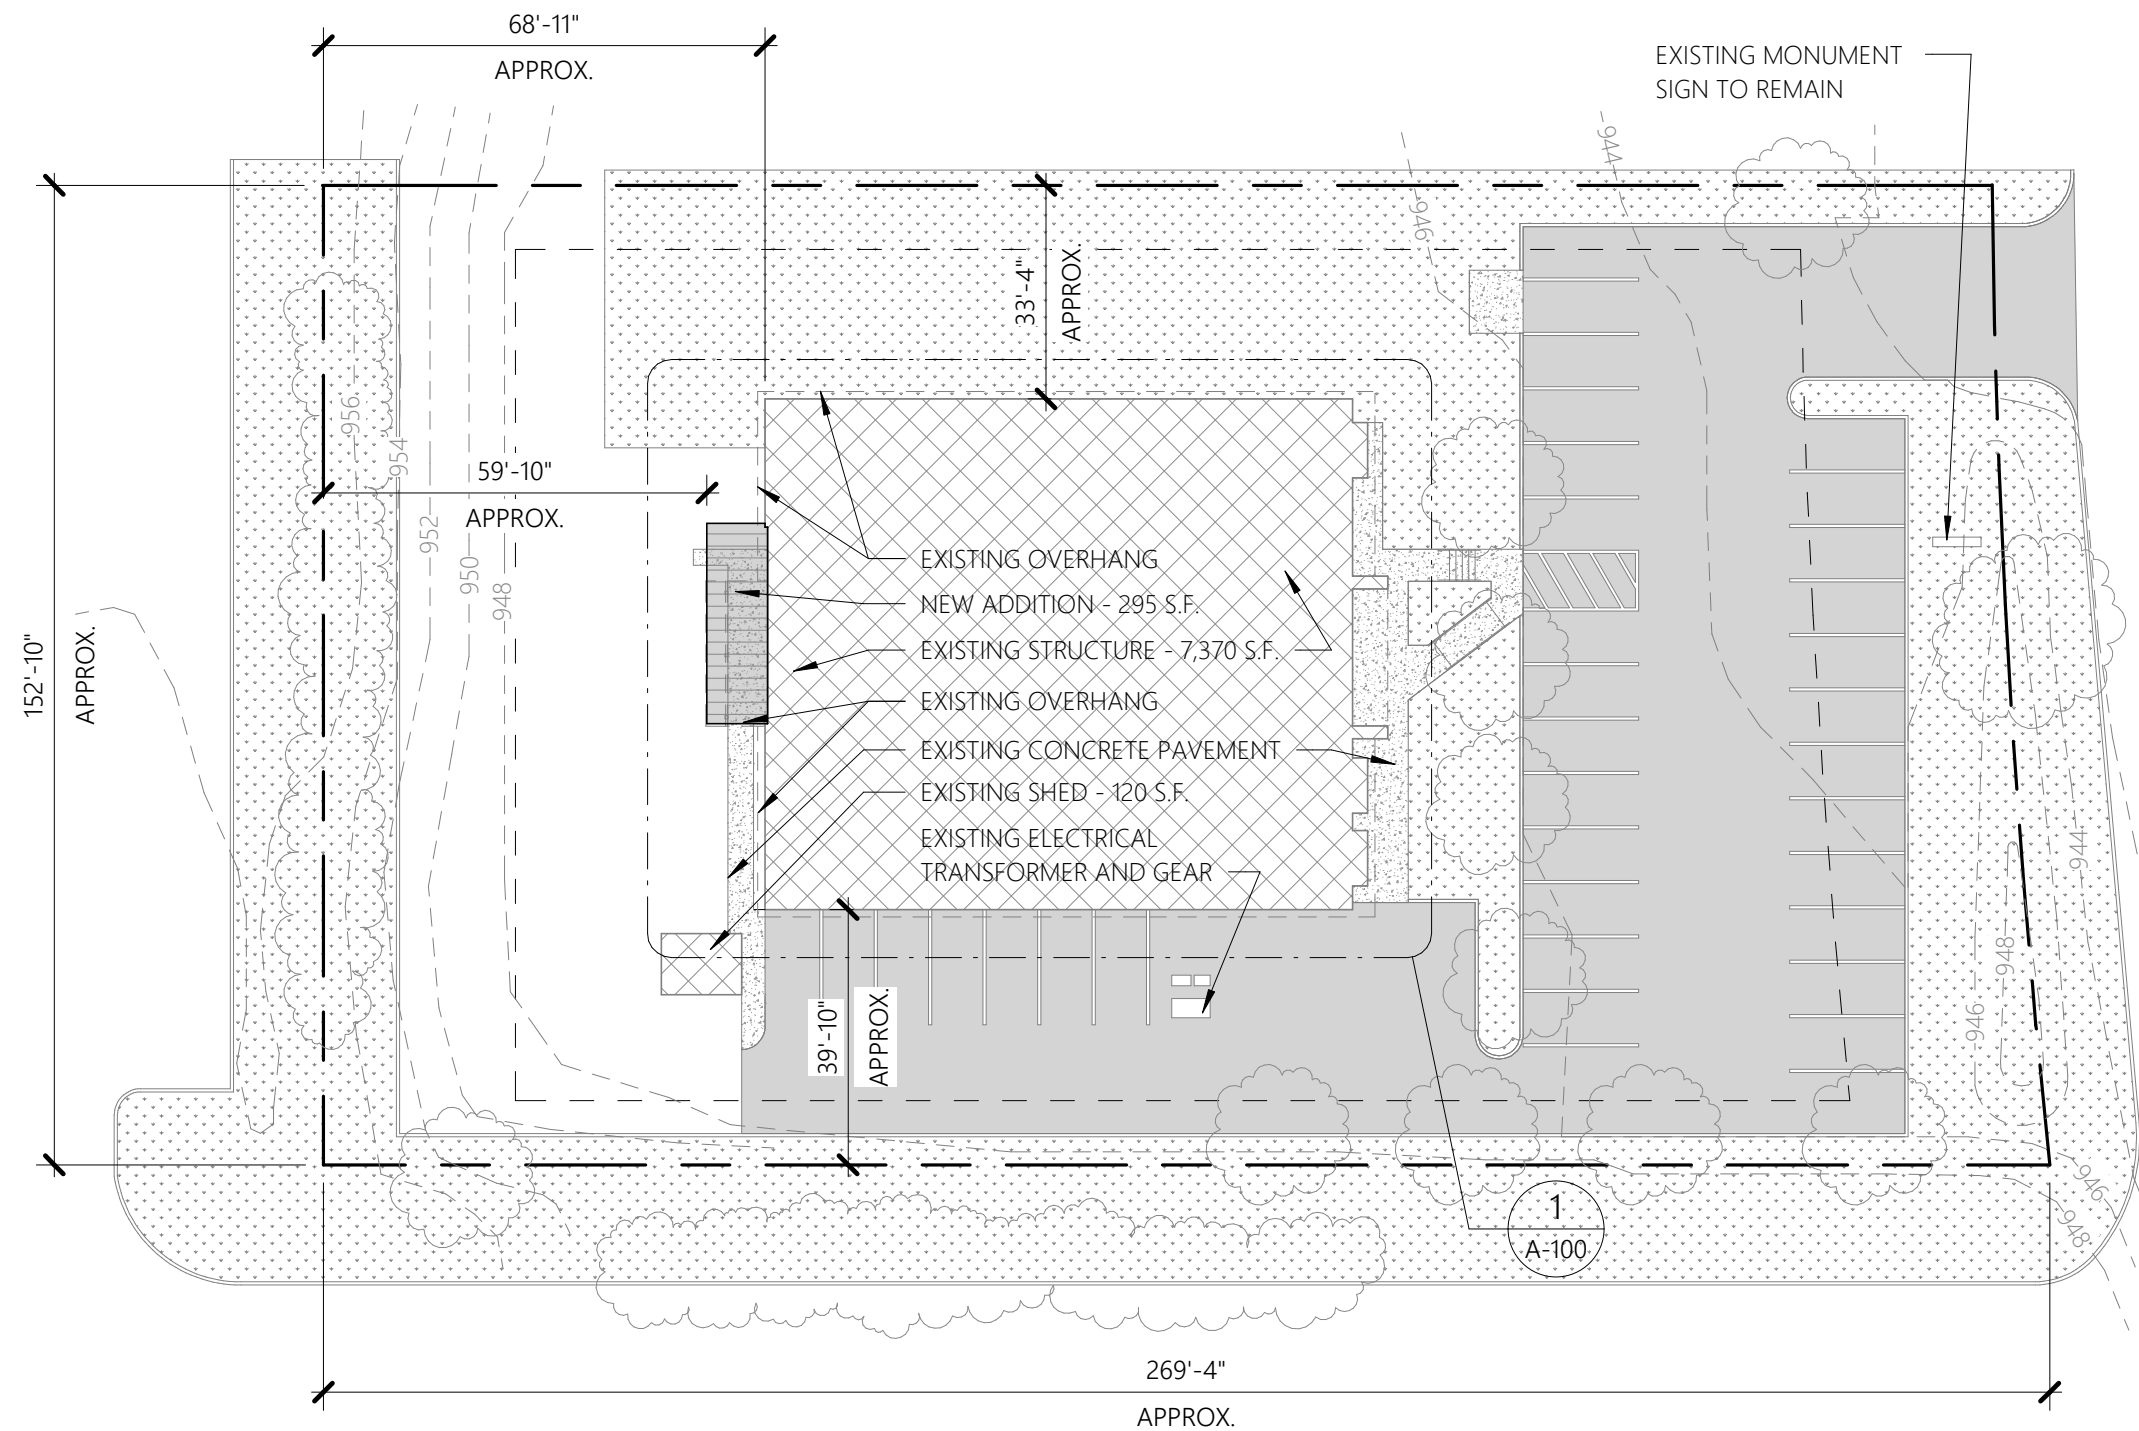 68'-11"
APPROX.
EXISTING MONUMENT
SIGN TO REMAIN
944
946
33'-4"
APPROX.
956
954
59'-10"
APPROX.
952
950
948
EXISTING OVERHANG
NEW ADDITION - 295 S.F.
EXISTING STRUCTURE - 7,370 S.F.
EXISTING OVERHANG
EXISTING CONCRETE PAVEMENT
EXISTING SHED - 120 S.F.
EXISTING ELECTRICAL
TRANSFORMER AND GEAR
152'-10"
APPROX.
39'-10"
APPROX.
944
948
946
946
948
1
A-100
269'-4"
APPROX.